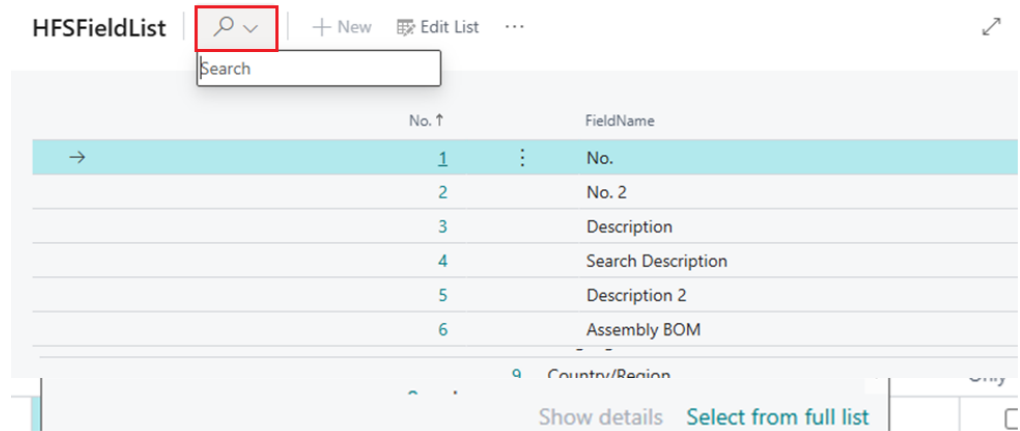 HFSFieldList New Edit List ...
Search
No. ↑ FieldName
1 No.
2 No. 2
3 Description
4 Search Description
5 Description 2
6 Assembly BOM
9 Country/Region
Only
Show details Select from full list